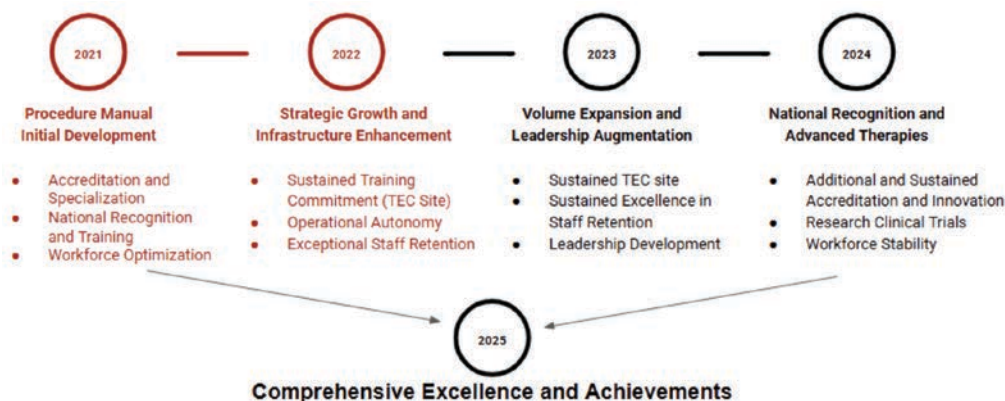 2021
2022
2023
2024
Procedure Manual
Initial Development
Strategic Growth and
Infrastructure Enhancement
Volume Expansion and
Leadership Augmentation
National Recognition and
Advanced Therapies
• Accreditation and
Specialization
• National Recognition
and Training
• Workforce Optimization
• Sustained Training
Commitment (TEC Site)
• Operational Autonomy
• Exceptional Staff Retention
• Sustained TEC site
• Sustained Excellence in
Staff Retention
• Leadership Development
• Additional and Sustained
Accreditation and Innovation
• Research Clinical Trials
• Workforce Stability
2025
Comprehensive Excellence and Achievements